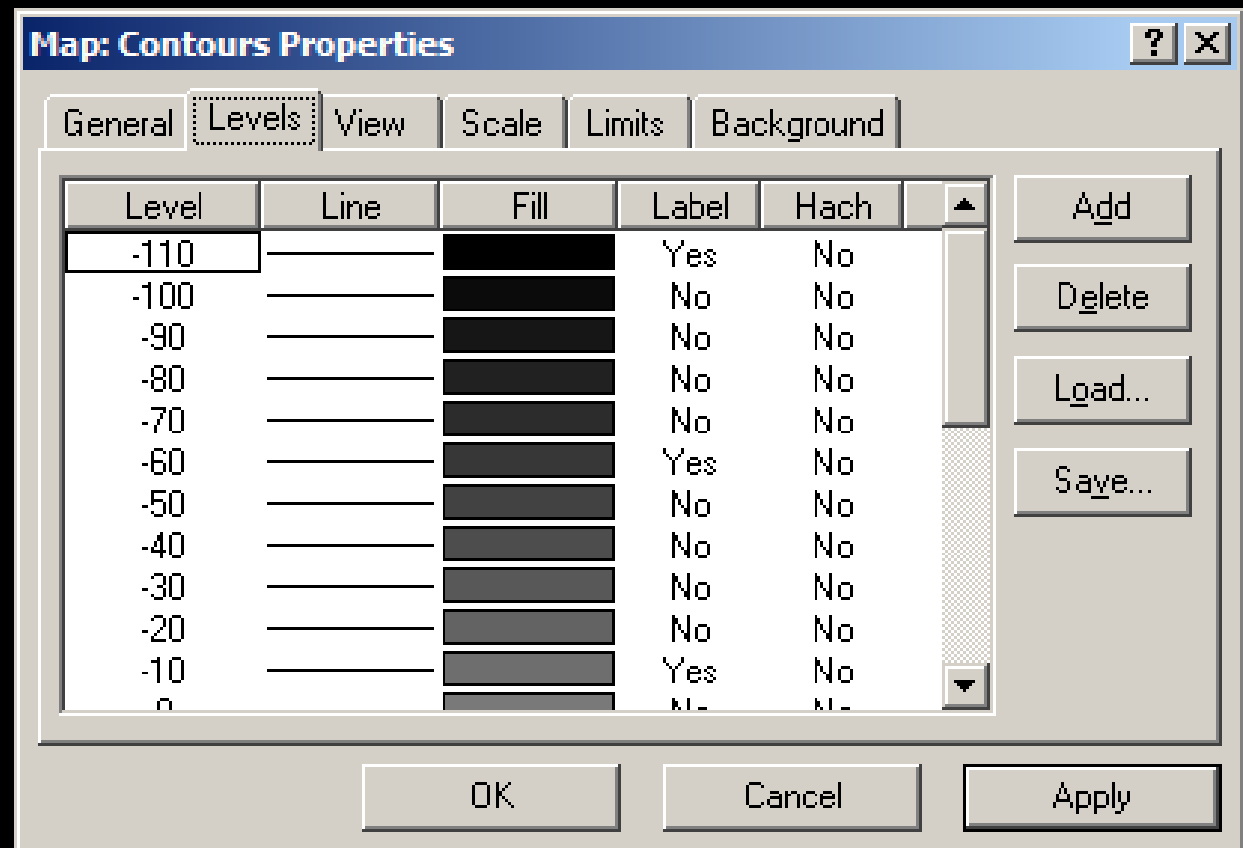 Map: Contours Properties
General Levels View Scale Limits Background
Level Line Fill Label Hach
-110 Yes No
-100 No No
-90 No No
-80 No No
-70 No No
-60 Yes No
-50 No No
-40 No No
-30 No No
-20 No No
-10 Yes No
Add
Delete
Load...
Save...
OK Cancel Apply